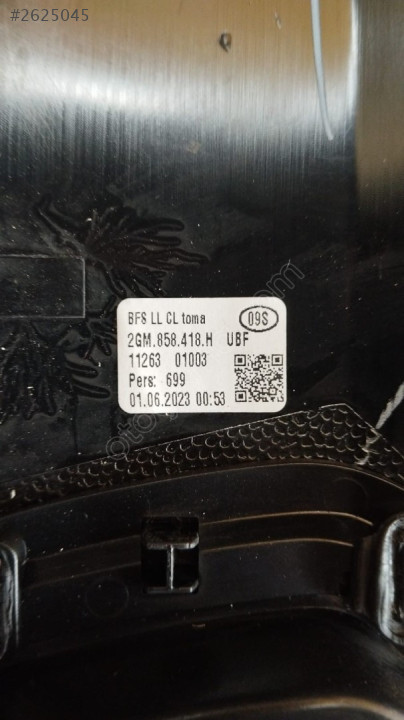 #2625045
BFS LL CL toma 09S
2GM.858.418.H UBF
11263 01003
Pers: 699
01.06.2023 00:53